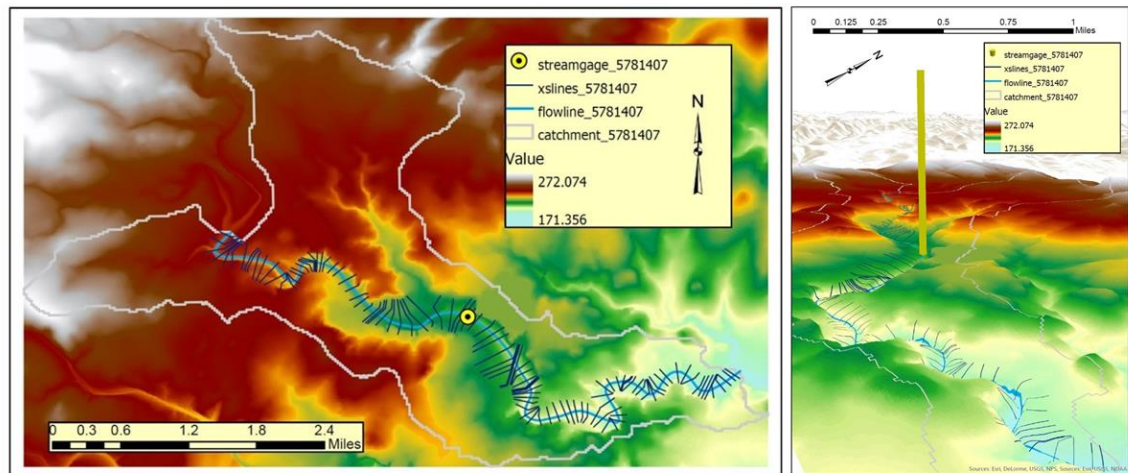 streamgage_5781407
xslines_5781407
flowline_5781407
catchment_5781407
Value
272.074
171.356
N
0 0.3 0.6 1.2 1.8 2.4
Miles
0 0.125 0.25 0.5 0.75 1
Miles
N
streamgage_5781407
xslines_5781407
flowline_5781407
catchment_5781407
Value
272.074
171.356
Sources: Esri, DeLorme, USGS, NPS, Sources: Esri, USGS, NOAA